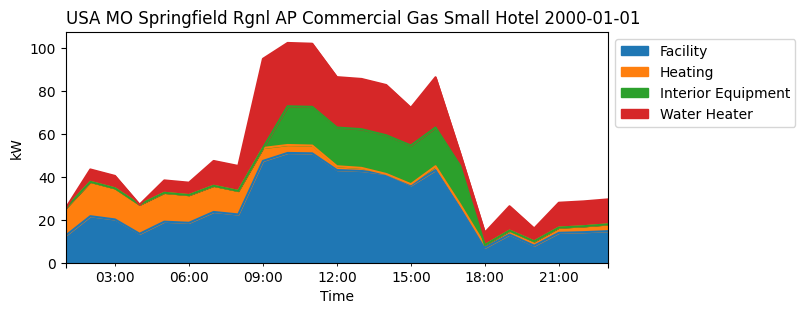 USA MO Springfield Rgnl AP Commercial Gas Small Hotel 2000-01-01
kW
100
80
60
40
20
0
03:00 06:00 09:00 12:00 15:00 18:00 21:00
Time
Facility
Heating
Interior Equipment
Water Heater